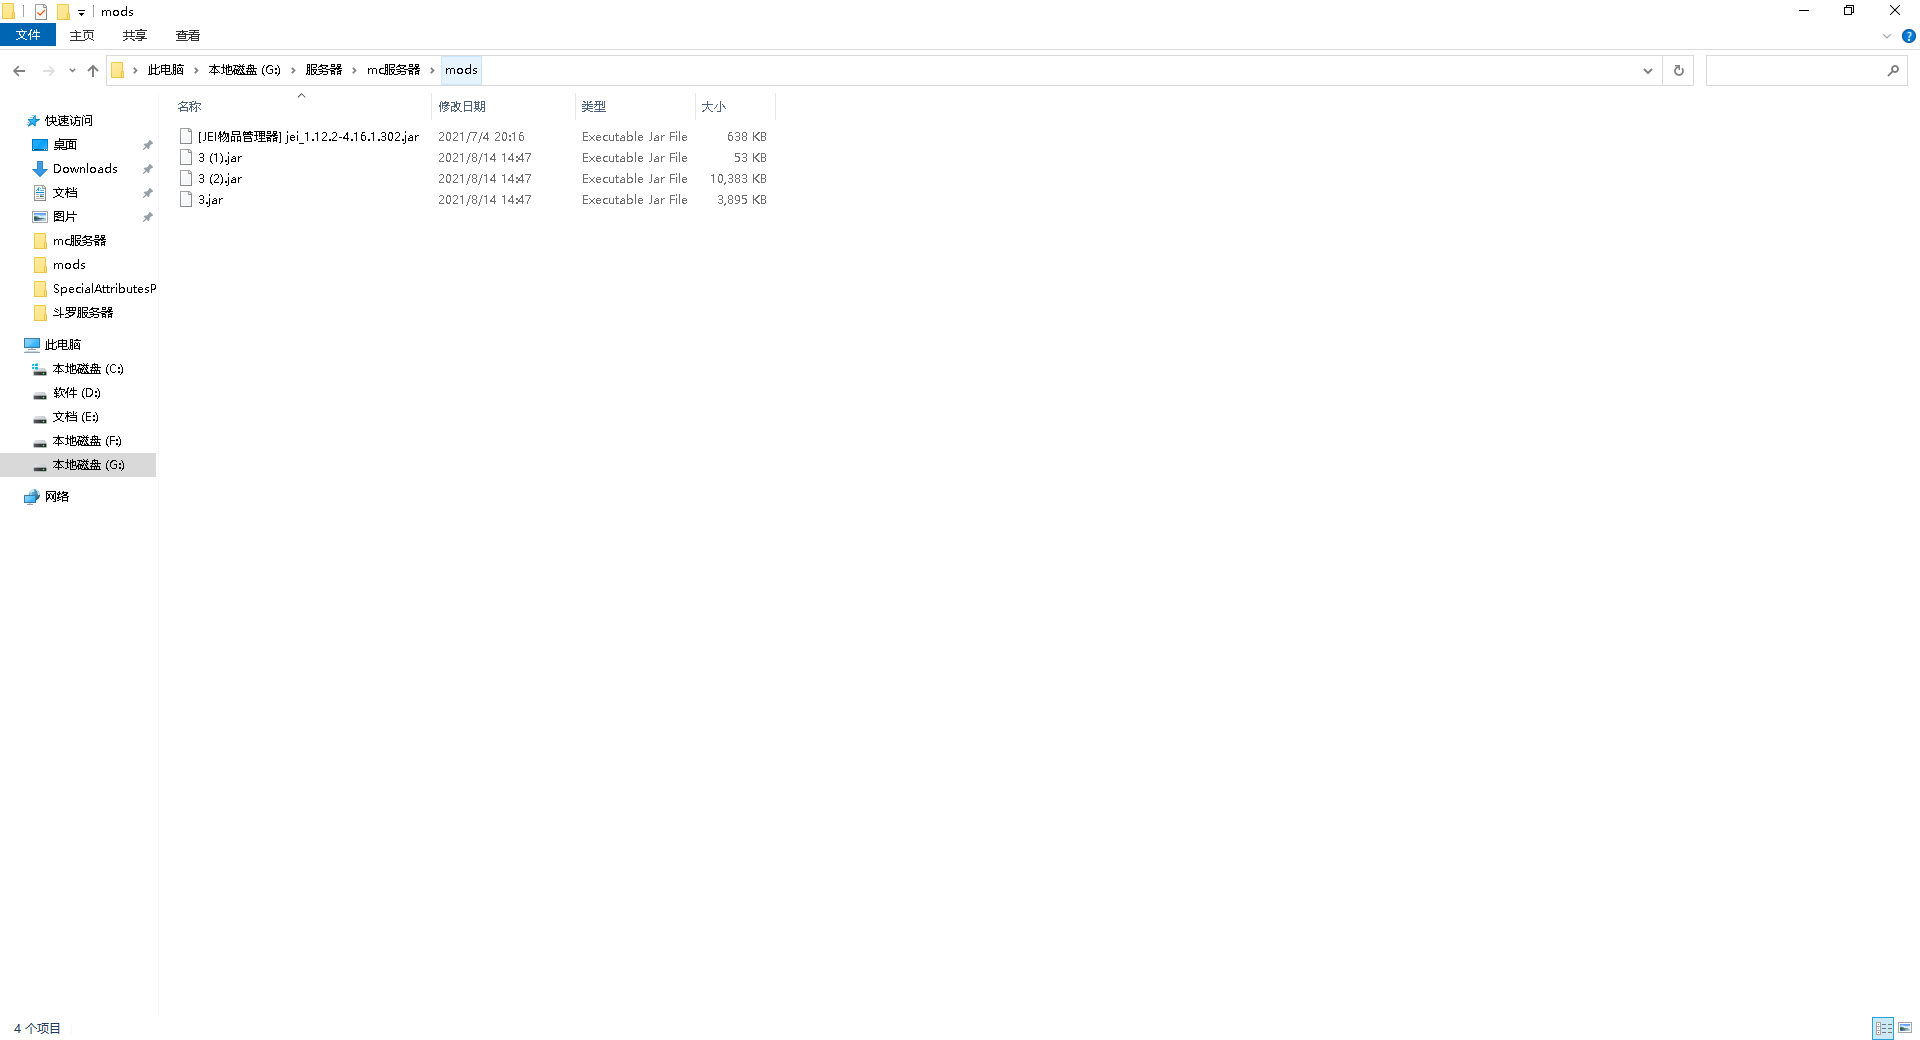 mods
文件 主页 共享 查看
此电脑 本地磁盘 (G:) 服务器 mc服务器 mods
名称 修改日期 类型 大小
[JEI物品管理器] jei_1.12.2-4.16.1.302.jar 2021/7/4 20:16 Executable Jar File 638 KB
3 (1).jar 2021/8/14 14:47 Executable Jar File 53 KB
3 (2).jar 2021/8/14 14:47 Executable Jar File 10,383 KB
3.jar 2021/8/14 14:47 Executable Jar File 3,895 KB
快速访问
桌面
Downloads
文档
图片
mc服务器
mods
SpecialAttributesP
斗罗服务器
此电脑
本地磁盘 (C:)
软件 (D:)
文档 (E:)
本地磁盘 (F:)
本地磁盘 (G:)
网络
4 个项目